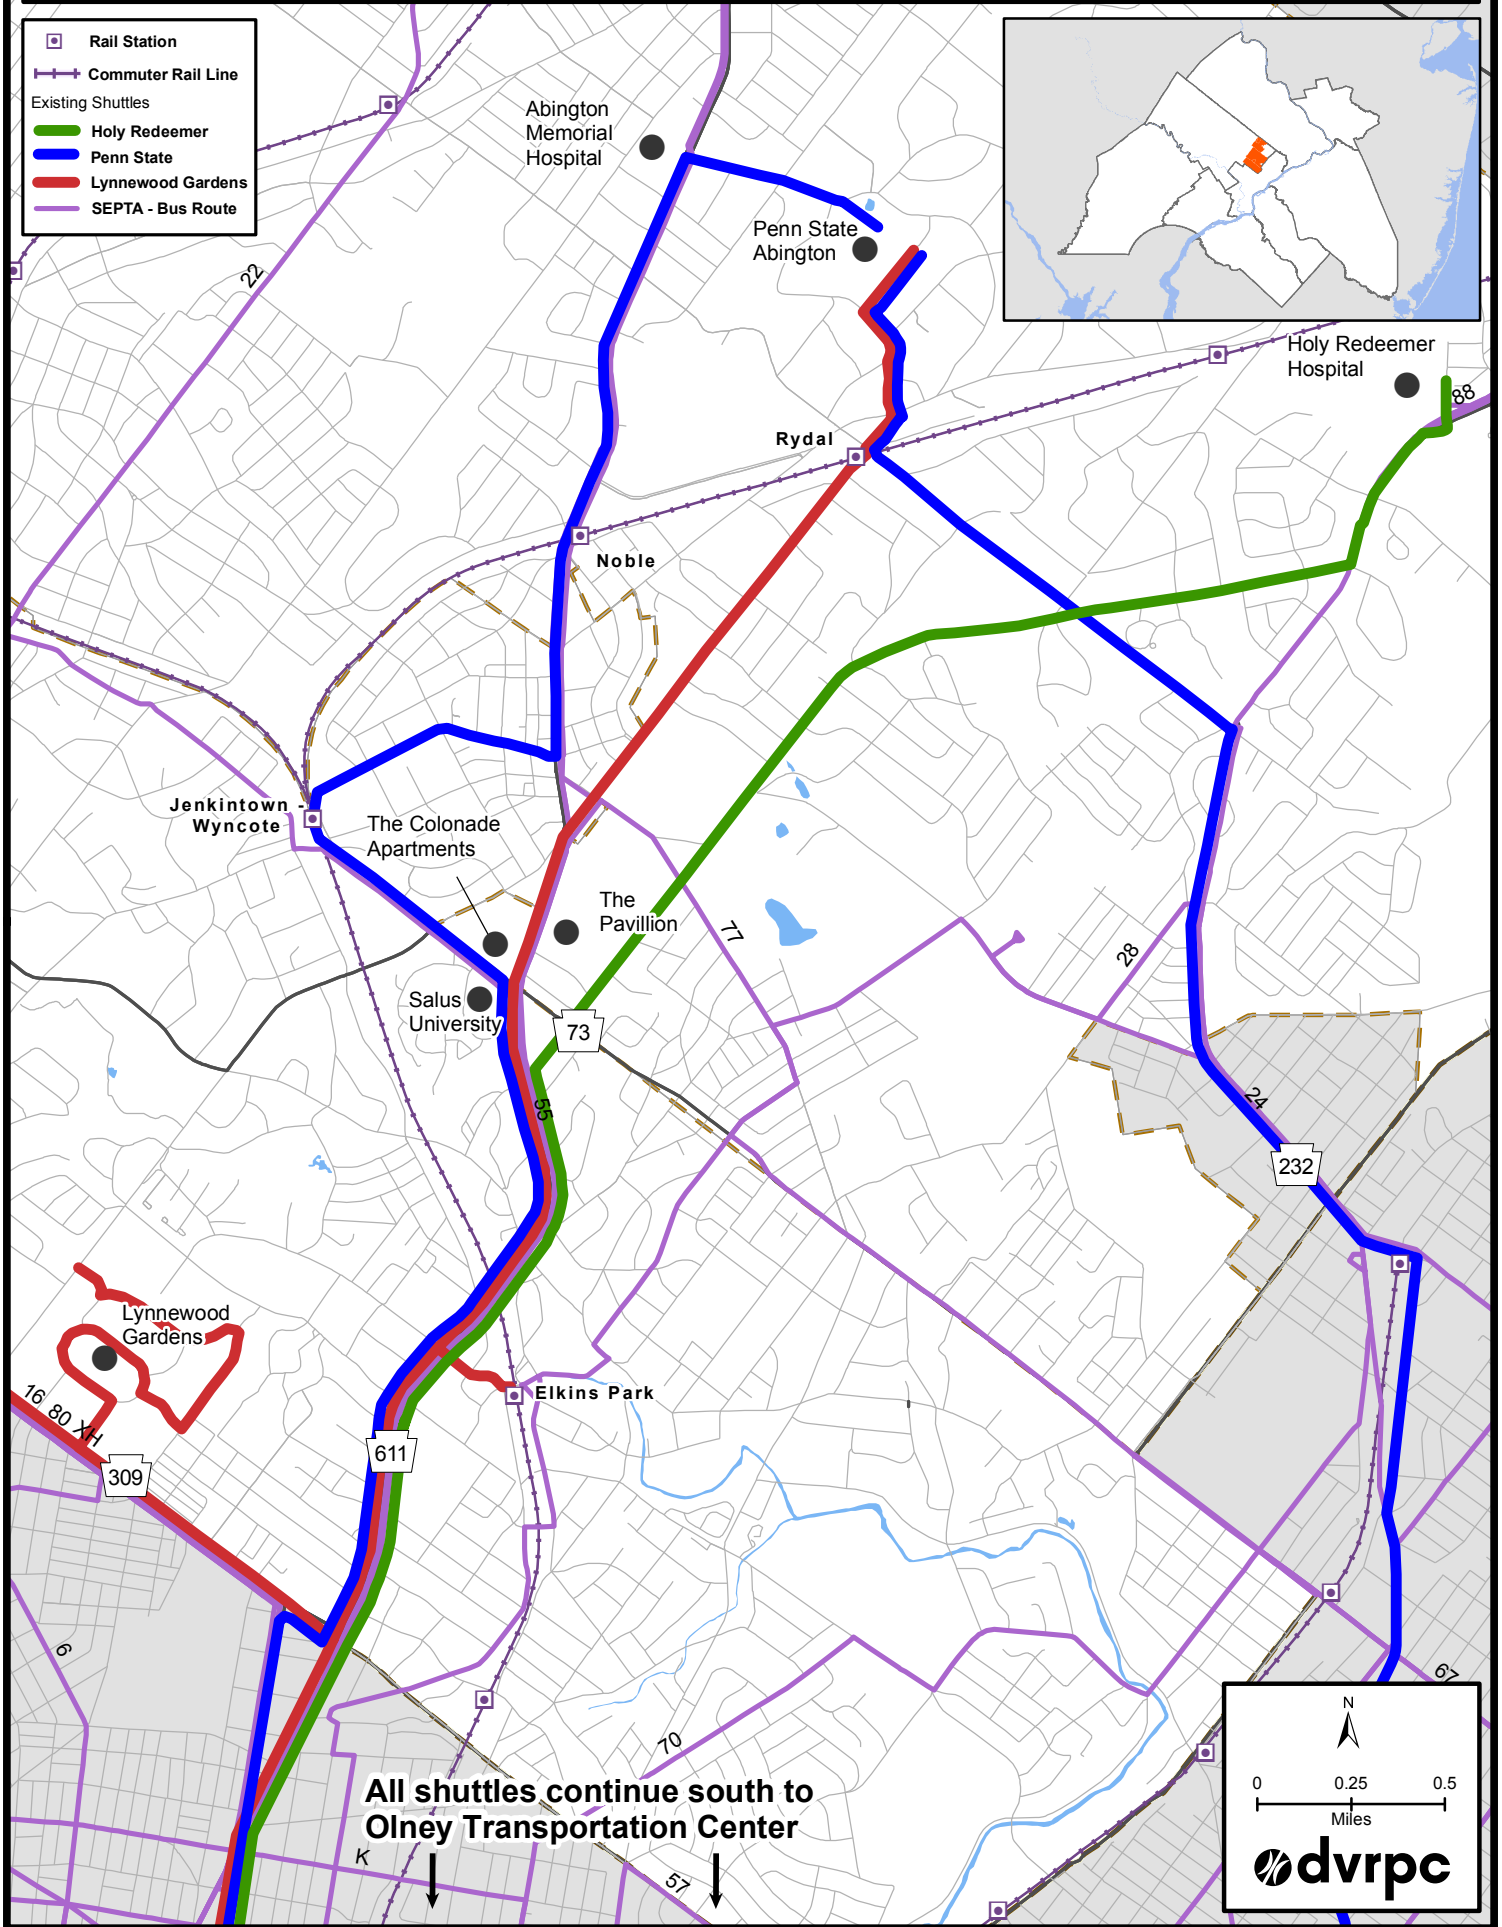 Rail Station
Commuter Rail Line
Existing Shuttles
Holy Redeemer
Penn State
Lynnewood Gardens
SEPTA - Bus Route
Abington
Memorial
Hospital
Penn State
Abington
22
Holy Redeemer
Hospital
88
Rydal
Noble
Jenkintown -
Wyncote
The Colonade
Apartments
The
Pavillion
77
28
Salus
University
73
55
24
232
Lynnewood
Gardens
16 80 XH
309
611
Elkins Park
6
67
70
All shuttles continue south to
Olney Transportation Center
K
57
N
0 0.25 0.5
Miles
dvrpc